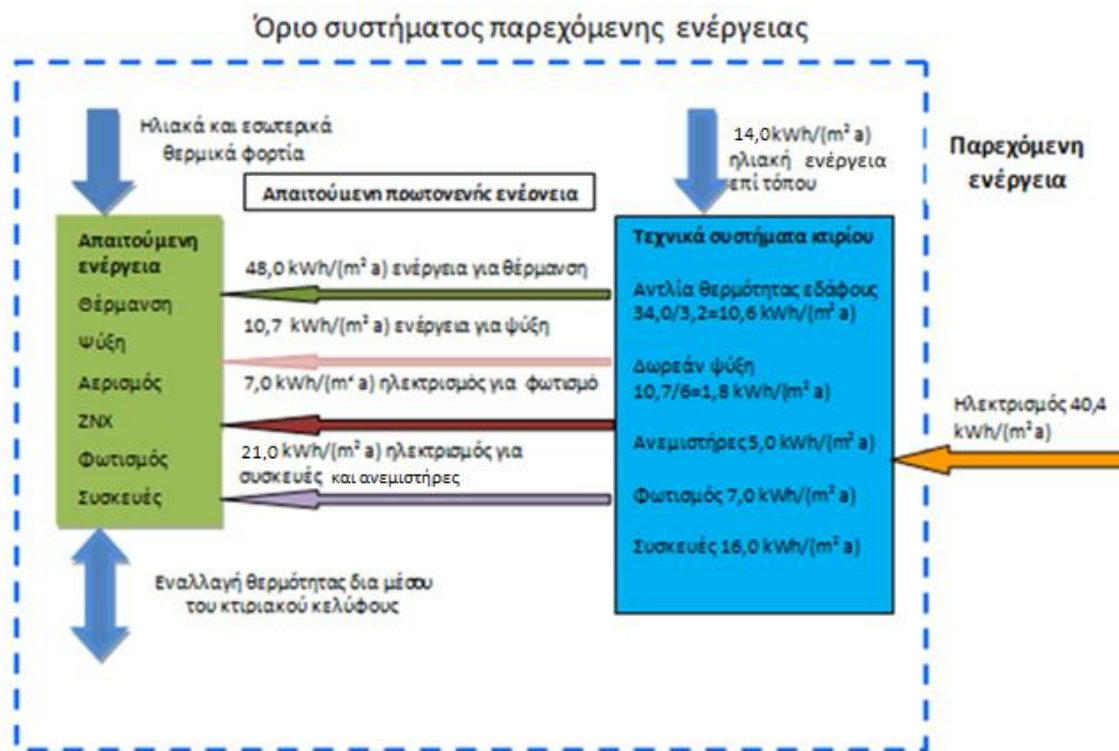 Όριο συστήματος παρεχόμενης ενέργειας
Ηλιακά και εσωτερικά
θερμικά φορτία
14,0kWh/(m² a)
ηλιακή ενέργεια
επί τόπου
Παρεχόμενη
ενέργεια
Απαιτούμενη πρωτονενής ενέρνεια
Απαιτούμενη
ενέργεια
Θέρμανση
Ψύξη
Αερισμός
ΖΝΧ
Φωτισμός
Συσκευές
48,0 kWh/(m² a) ενέργεια για θέρμανση
10,7 kWh/(m² a) ενέργεια για ψύξη
7,0 kWh/(m² a) ηλεκτρισμός για φωτισμό
21,0 kWh/(m² a) ηλεκτρισμός για
συσκευές και ανεμιστήρες
Τεχνικά συστήματα κτιρίου
Αντλία θερμότητας εδάφους
34,0/3,2=10,6 kWh/(m² a)
Δωρεάν ψύξη
10,7/6=1,8 kWh/(m² a)
Ανεμιστήρες5,0 kWh/(m² a)
Φωτισμός 7,0 kWh/(m² a)
Συσκευές 16,0 kWh/(m² a)
Ηλεκτρισμός 40,4
kWh/(m²a)
Εναλλαγή θερμότητας δια μέσου
του κτιριακού κελύφους